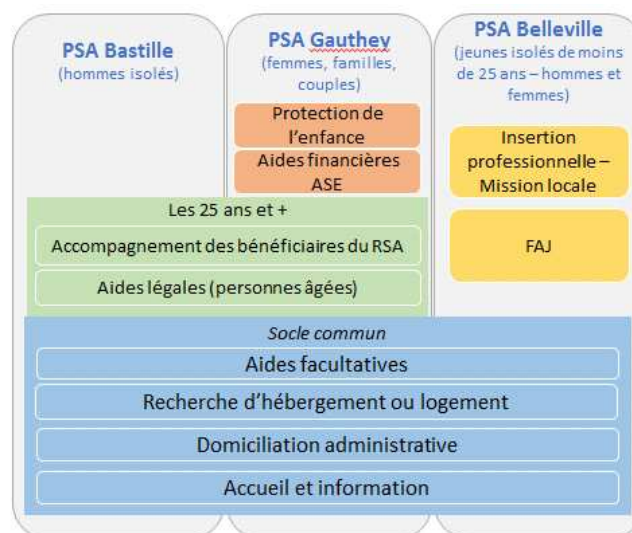 PSA Bastille
(hommes isolés)
PSA Gauthey
(femmes, familles,
couples)
PSA Belleville
(jeunes isolés de moins
de 25 ans – hommes et
femmes)
Protection de
l'enfance
Aides financières
ASE
Insertion
professionnelle –
Mission locale
FAJ
Les 25 ans et +
Accompagnement des bénéficiaires du RSA
Aides légales (personnes âgées)
Socle commun
Aides facultatives
Recherche d'hébergement ou logement
Domiciliation administrative
Accueil et information